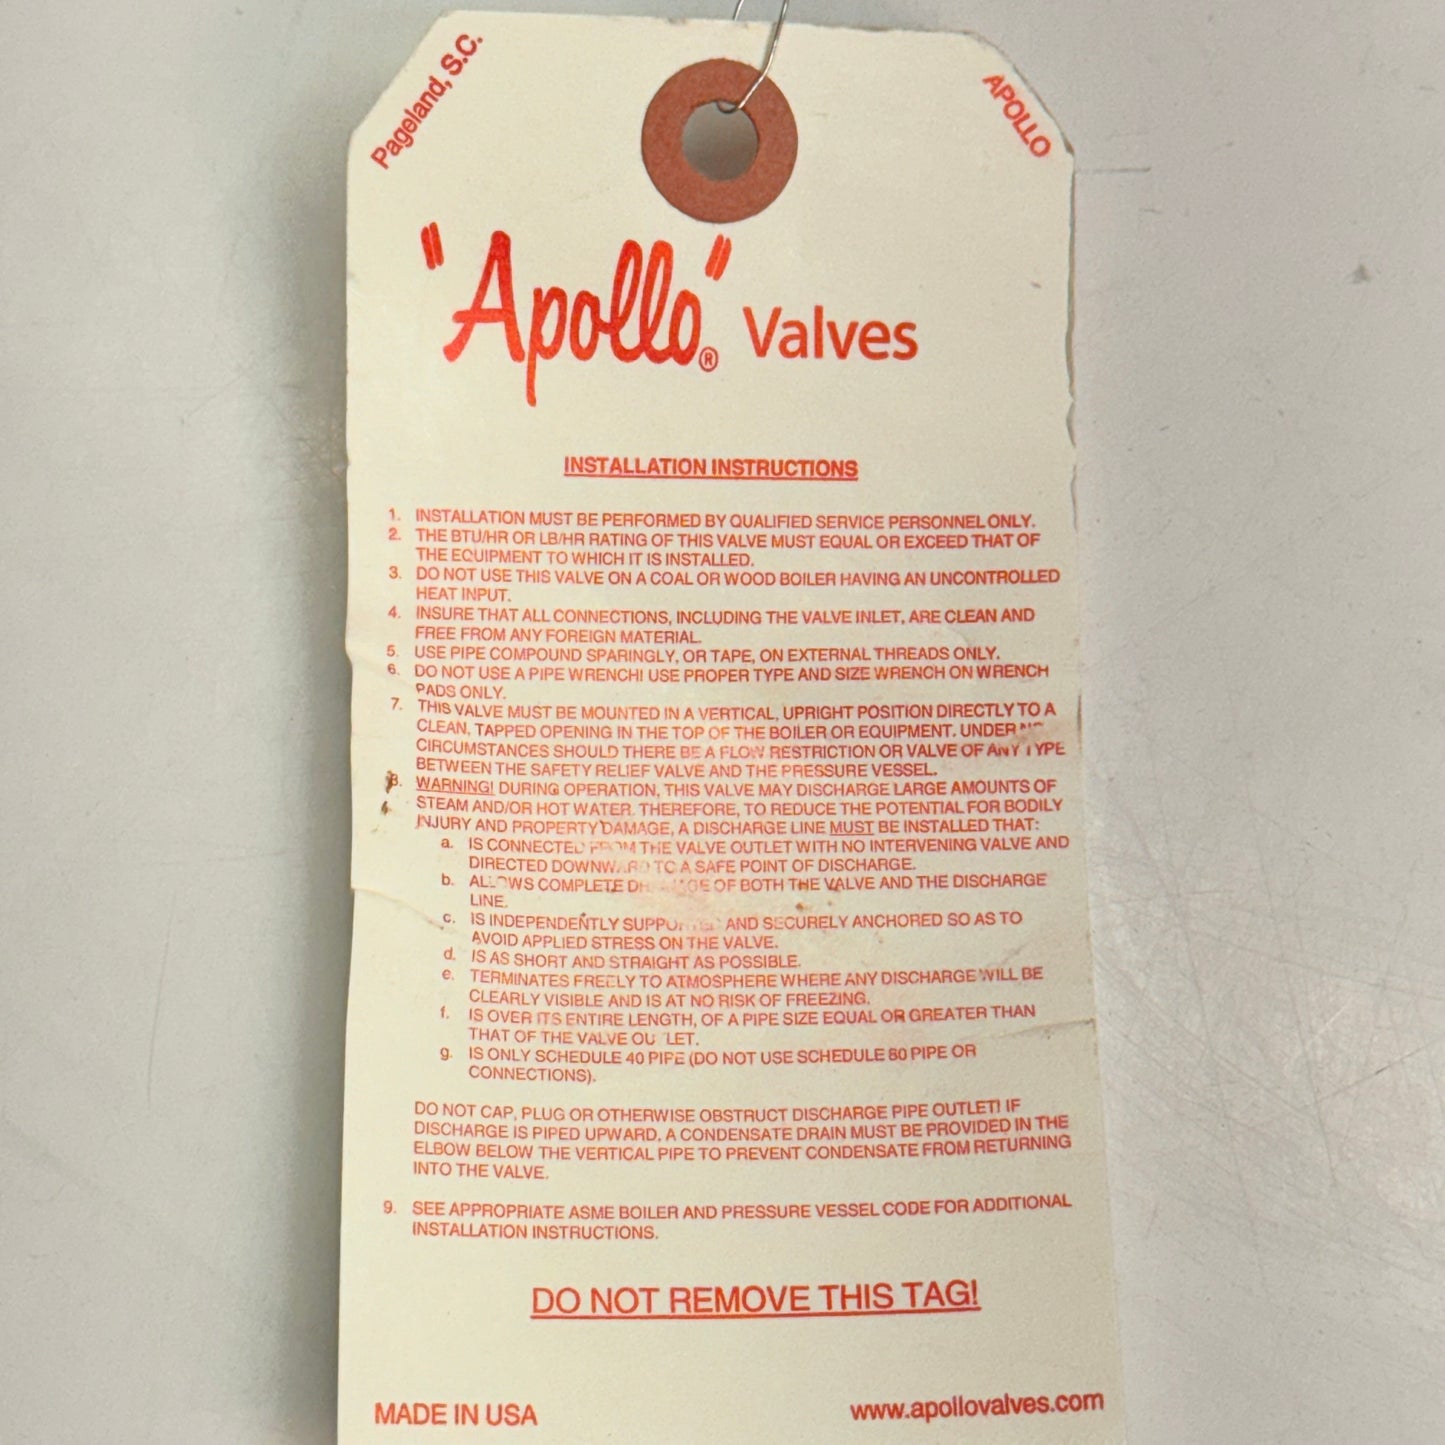 Pageland, S.C.
APOLLO
"Apollo"® Valves
INSTALLATION INSTRUCTIONS
1. INSTALLATION MUST BE PERFORMED BY QUALIFIED SERVICE PERSONNEL ONLY.
2. THE BTU/HR OR LB/HR RATING OF THIS VALVE MUST EQUAL OR EXCEED THAT OF
THE EQUIPMENT TO WHICH IT IS INSTALLED.
3. DO NOT USE THIS VALVE ON A COAL OR WOOD BOILER HAVING AN UNCONTROLLED
HEAT INPUT.
4. INSURE THAT ALL CONNECTIONS, INCLUDING THE VALVE INLET, ARE CLEAN AND
FREE FROM ANY FOREIGN MATERIAL.
5. USE PIPE COMPOUND SPARINGLY, OR TAPE, ON EXTERNAL THREADS ONLY.
6. DO NOT USE A PIPE WRENCH! USE PROPER TYPE AND SIZE WRENCH ON WRENCH
PADS ONLY.
7. THIS VALVE MUST BE MOUNTED IN A VERTICAL, UPRIGHT POSITION DIRECTLY TO A
CLEAN, TAPPED OPENING IN THE TOP OF THE BOILER OR EQUIPMENT. UNDER NO
CIRCUMSTANCES SHOULD THERE BE A FLOW RESTRICTION OR VALVE OF ANY TYPE
BETWEEN THE SAFETY RELIEF VALVE AND THE PRESSURE VESSEL.
8. WARNING! DURING OPERATION, THIS VALVE MAY DISCHARGE LARGE AMOUNTS OF
STEAM AND/OR HOT WATER. THEREFORE, TO REDUCE THE POTENTIAL FOR BODILY
INJURY AND PROPERTY DAMAGE, A DISCHARGE LINE MUST BE INSTALLED THAT:
a. IS CONNECTED FROM THE VALVE OUTLET WITH NO INTERVENING VALVE AND
DIRECTED DOWNWARD TO A SAFE POINT OF DISCHARGE.
b. ALLOWS COMPLETE DRAINAGE OF BOTH THE VALVE AND THE DISCHARGE
LINE.
c. IS INDEPENDENTLY SUPPORTED AND SECURELY ANCHORED SO AS TO
AVOID APPLIED STRESS ON THE VALVE.
d. IS AS SHORT AND STRAIGHT AS POSSIBLE.
e. TERMINATES FREELY TO ATMOSPHERE WHERE ANY DISCHARGE WILL BE
CLEARLY VISIBLE AND IS AT NO RISK OF FREEZING.
f. IS OVER ITS ENTIRE LENGTH, OF A PIPE SIZE EQUAL OR GREATER THAN
THAT OF THE VALVE OUTLET.
g. IS ONLY SCHEDULE 40 PIPE (DO NOT USE SCHEDULE 80 PIPE OR
CONNECTIONS).
DO NOT CAP, PLUG OR OTHERWISE OBSTRUCT DISCHARGE PIPE OUTLET! IF
DISCHARGE IS PIPED UPWARD, A CONDENSATE DRAIN MUST BE PROVIDED IN THE
ELBOW BELOW THE VERTICAL PIPE TO PREVENT CONDENSATE FROM RETURNING
INTO THE VALVE.
9. SEE APPROPRIATE ASME BOILER AND PRESSURE VESSEL CODE FOR ADDITIONAL
INSTALLATION INSTRUCTIONS.
DO NOT REMOVE THIS TAG!
MADE IN USA
www.apollovalves.com